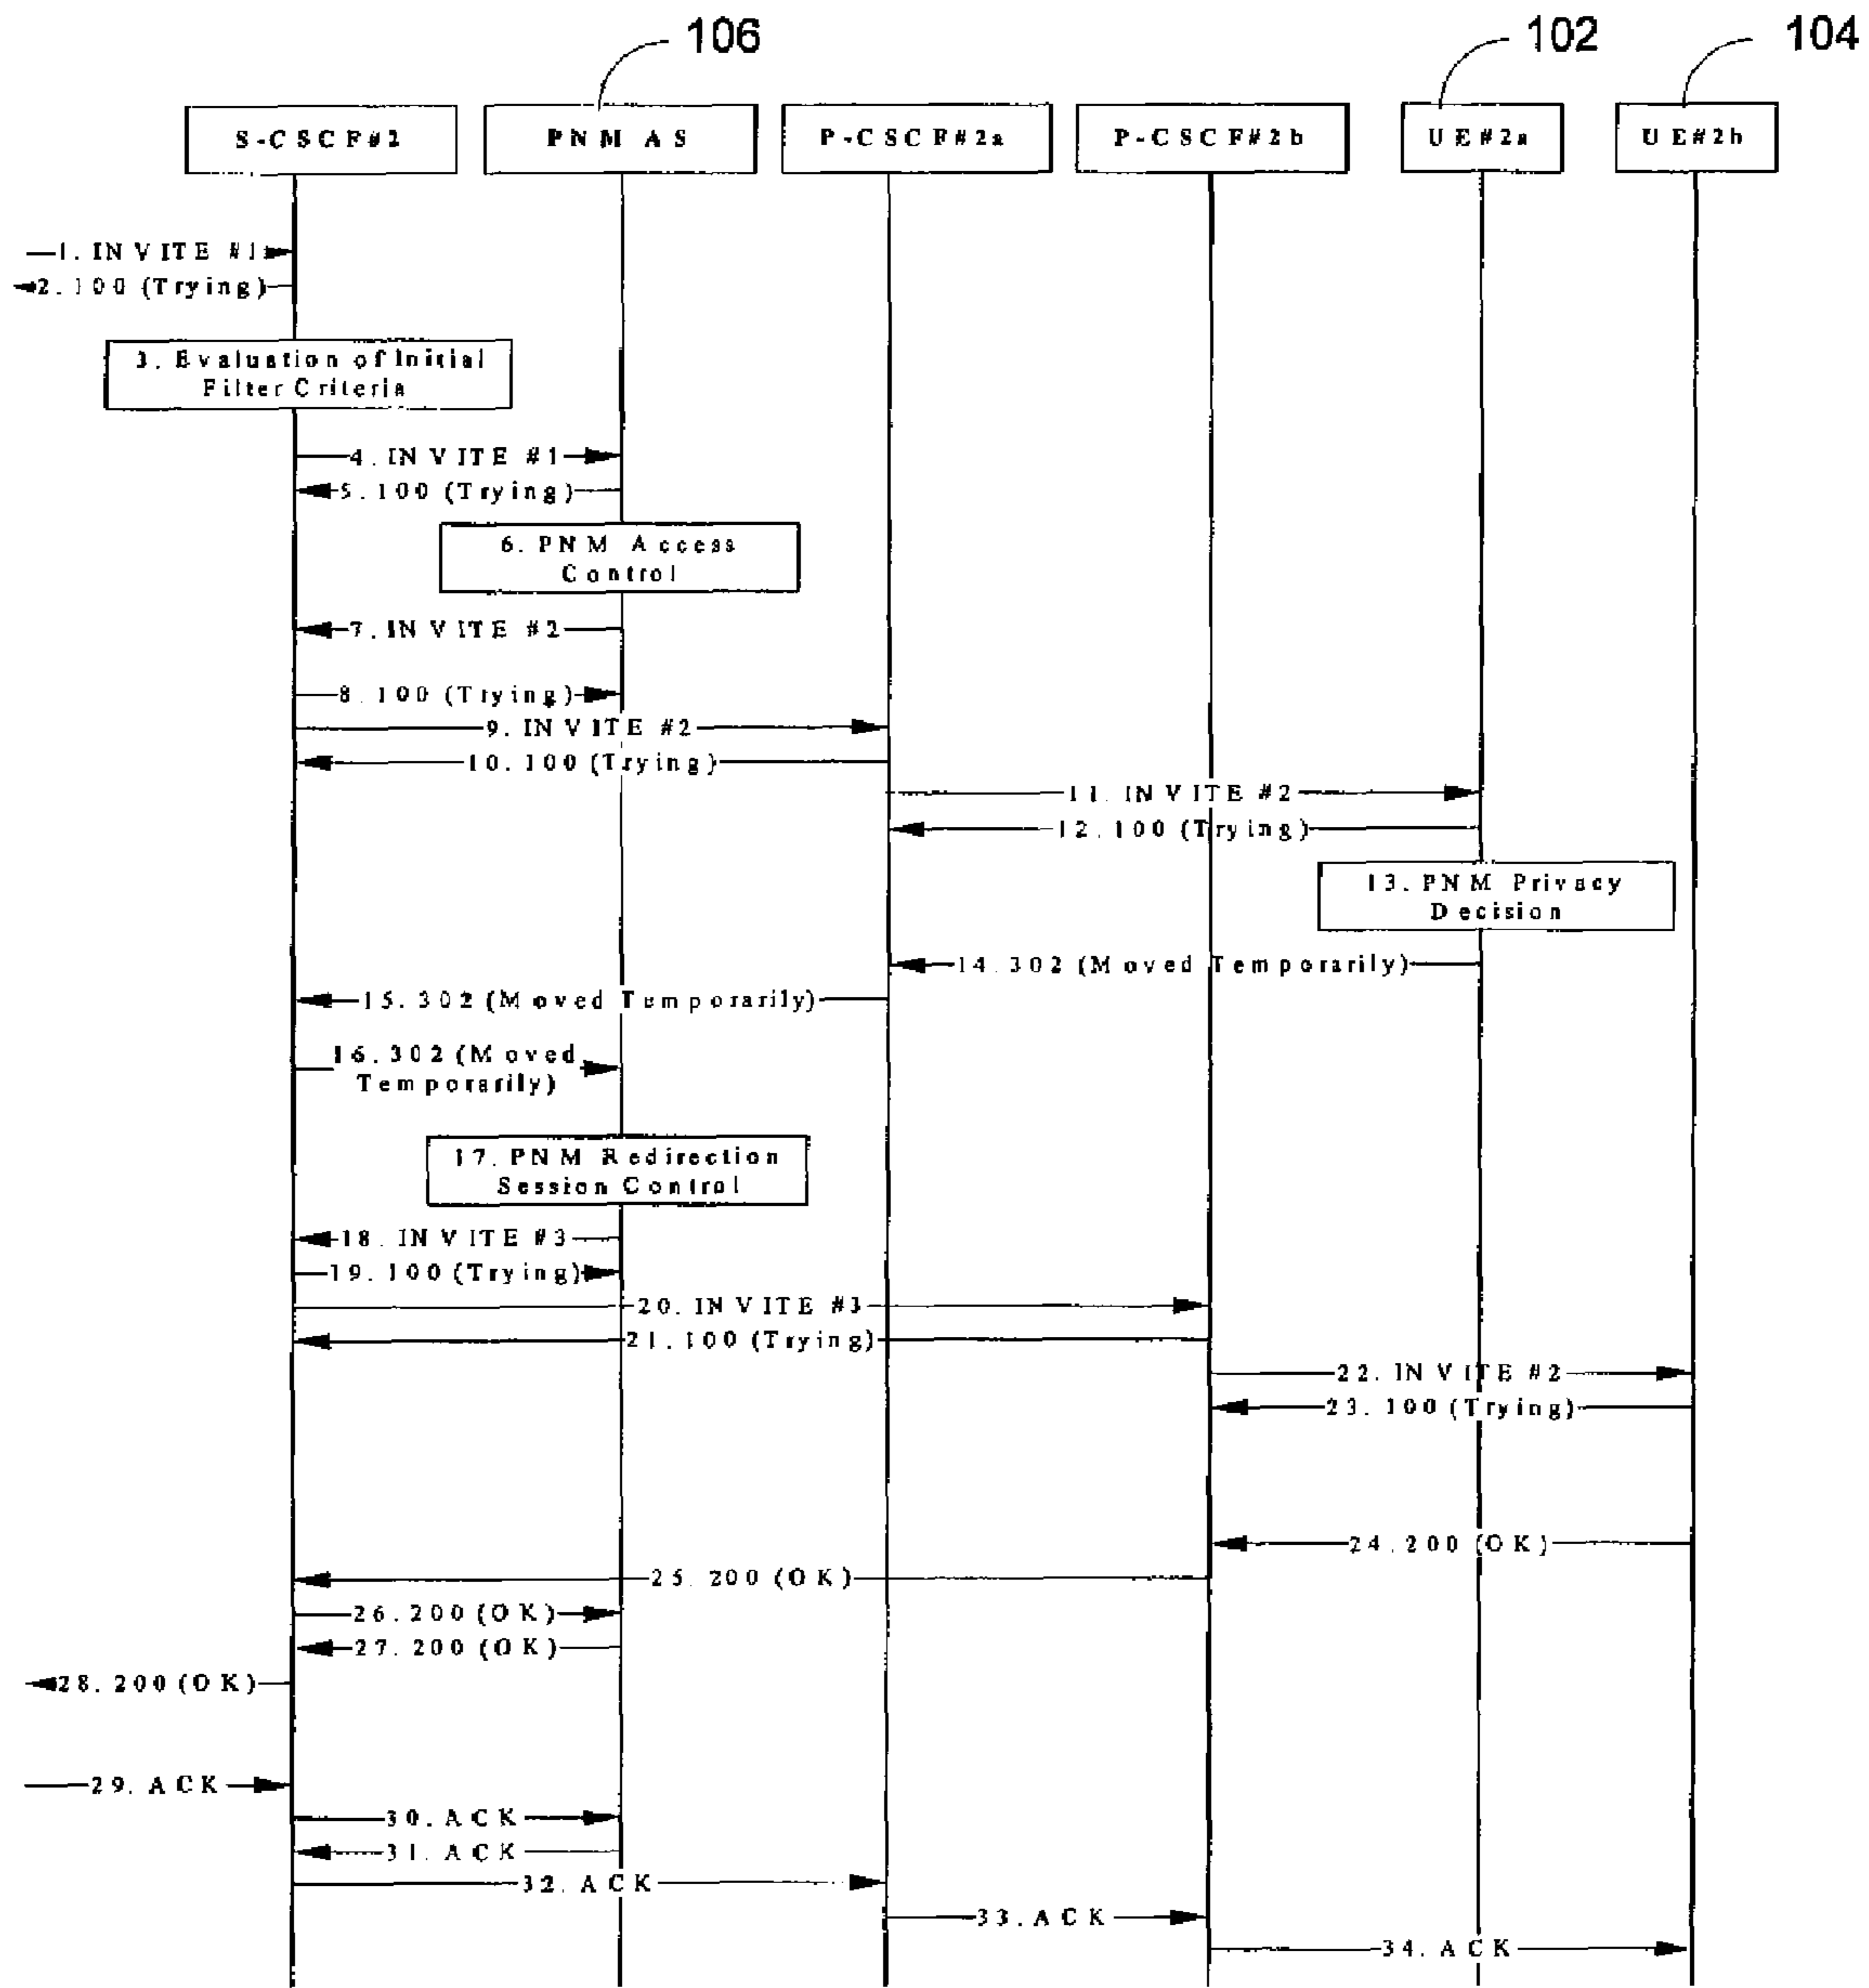 106
102
104
S-CSCF#2
PNM AS
P-CSCF#2a
P-CSCF#2b
UE#2a
UE#2b
1. INVITE #1
2.100 (Trying)
3. Evaluation of Initial
Filter Criteria
4. INVITE #1
5.100 (Trying)
6. PNM Access
Control
7. INVITE #2
8.100 (Trying)
9. INVITE #2
10.100 (Trying)
11. INVITE #2
12.100 (Trying)
13. PNM Privacy
Decision
14.302 (Moved Temporarily)
15.302 (Moved Temporarily)
16.302 (Moved
Temporarily)
17. PNM Redirection
Session Control
18. INVITE #3
19.100 (Trying)
20. INVITE #3
21.100 (Trying)
22. INVITE #2
23.100 (Trying)
24.200 (OK)
25.200 (OK)
26.200 (OK)
27.200 (OK)
28.200 (OK)
29. ACK
30. ACK
31. ACK
32. ACK
33. ACK
34. ACK